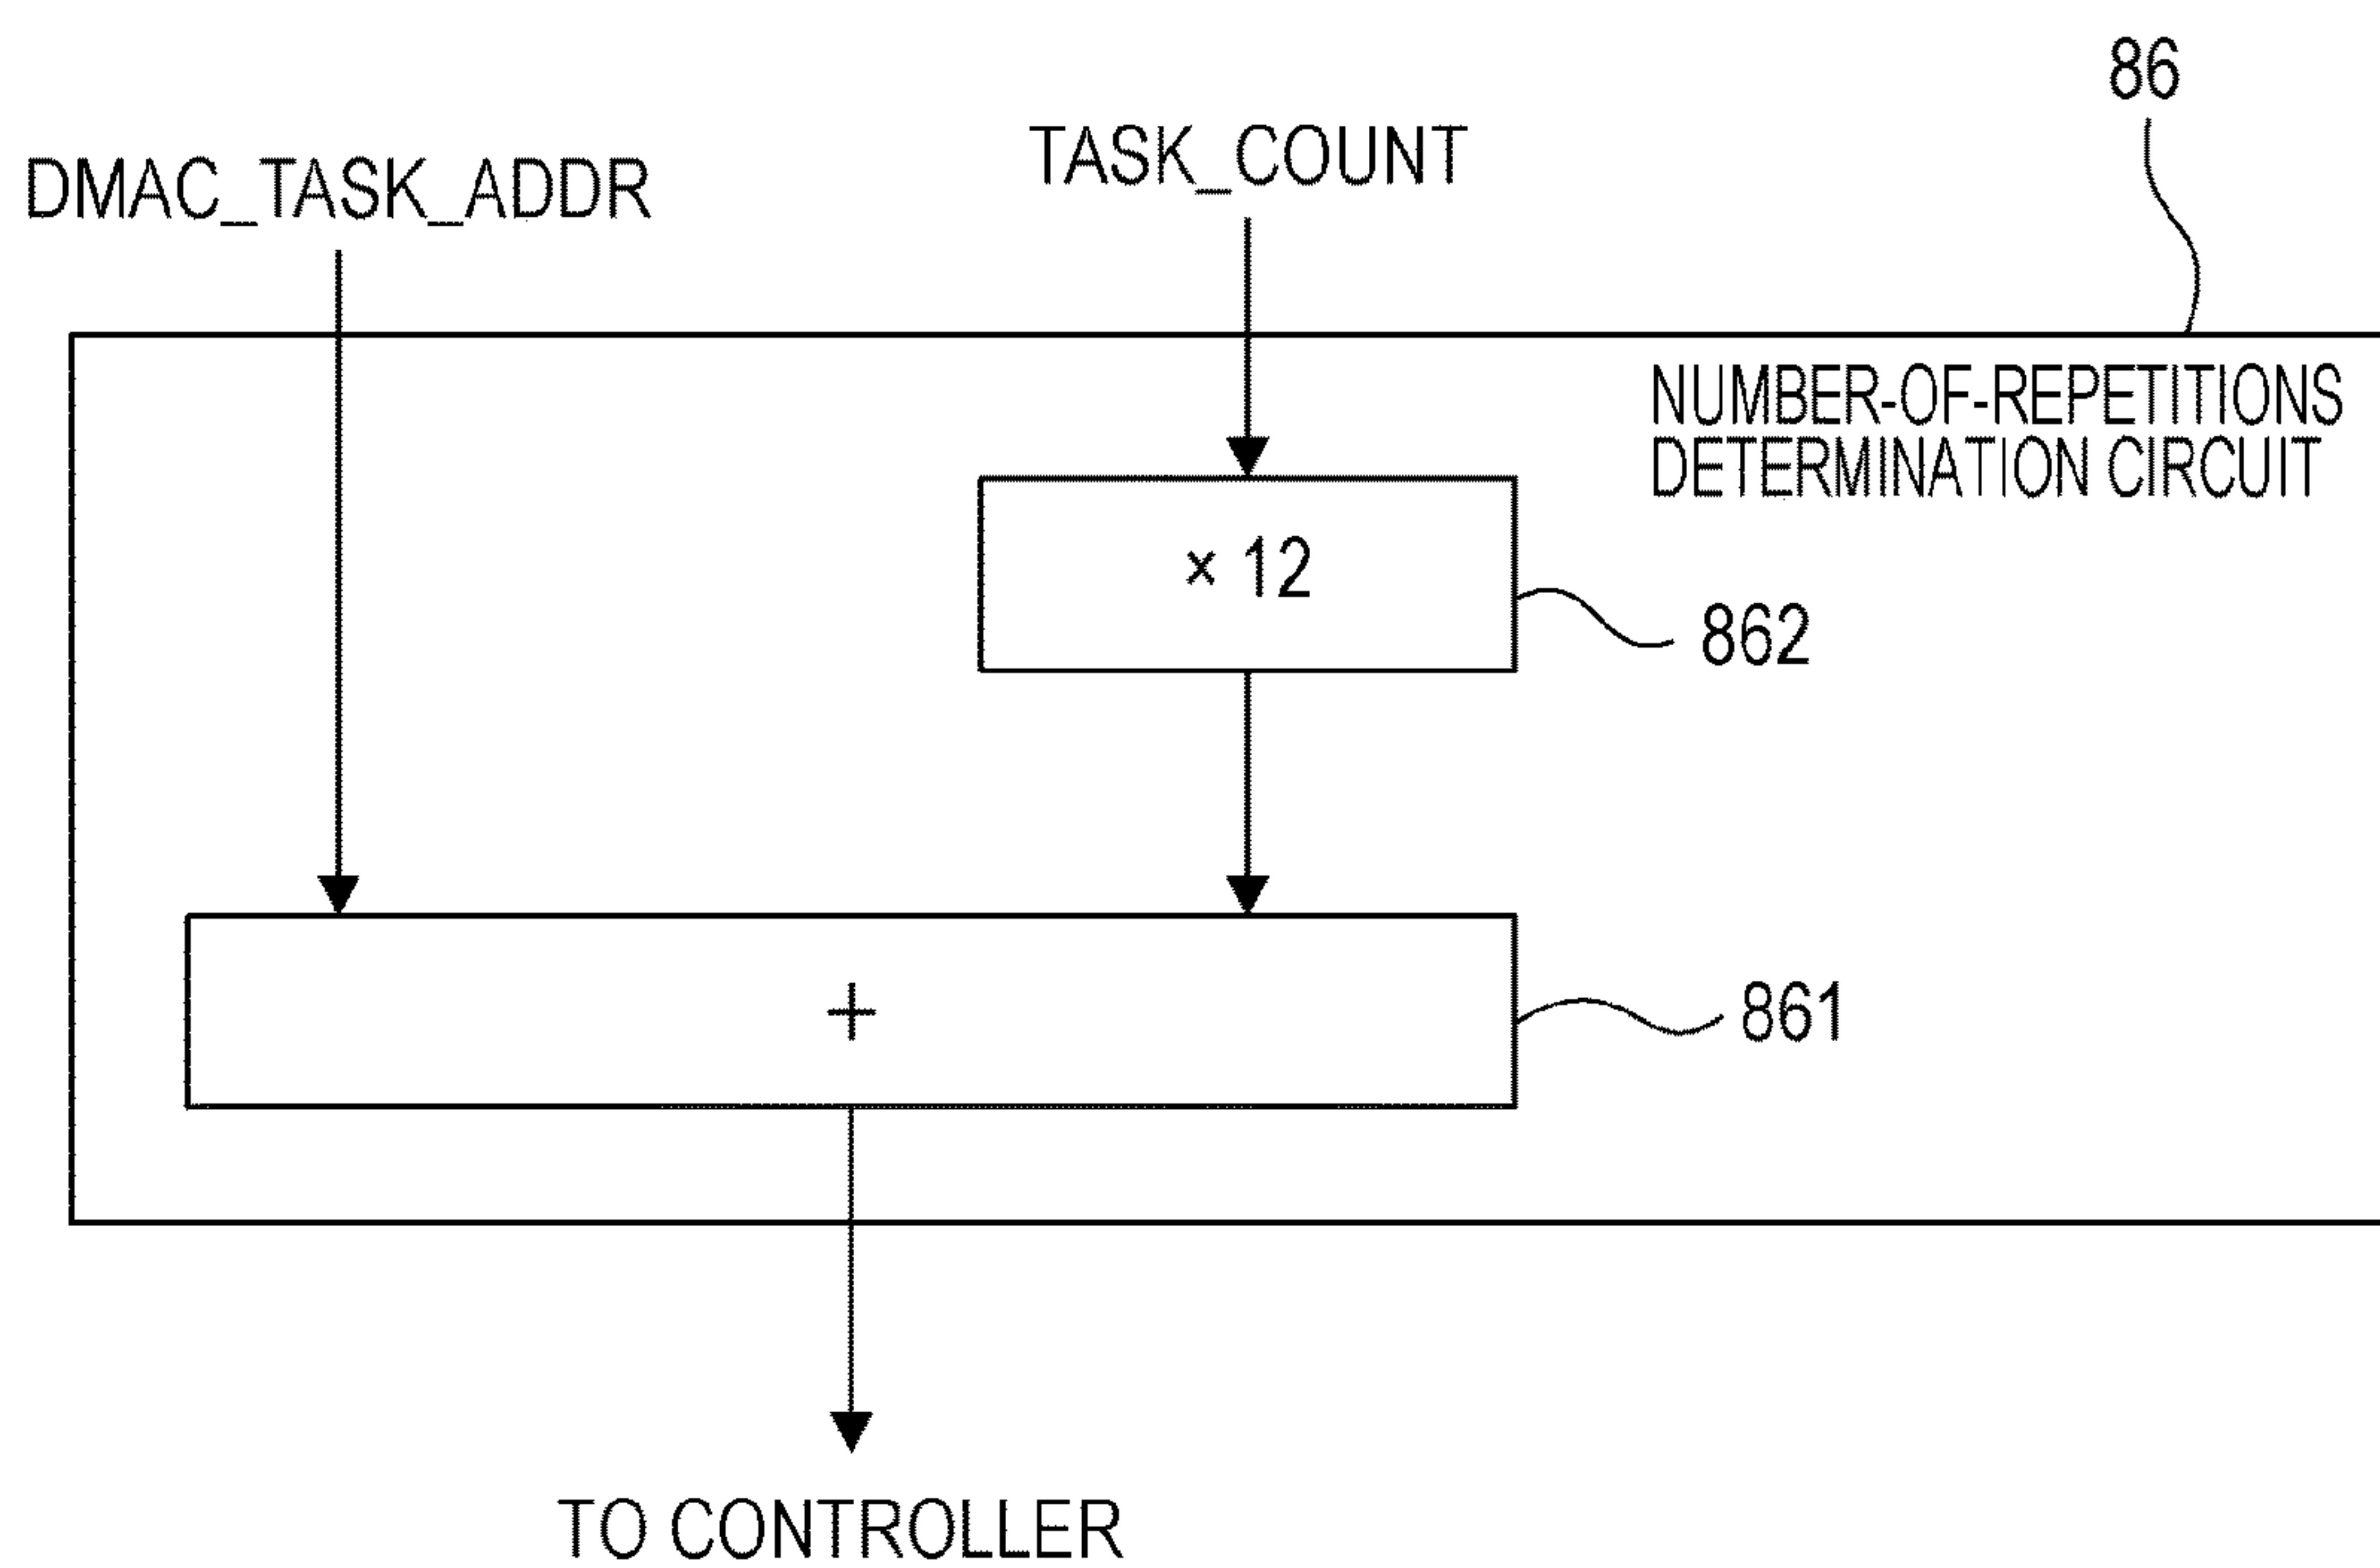 86
TASK_COUNT
DMAC_TASK_ADDR
NUMBER-OF-REPETITIONS
DETERMINATION CIRCUIT
× 12
862
+
861
TO CONTROLLER